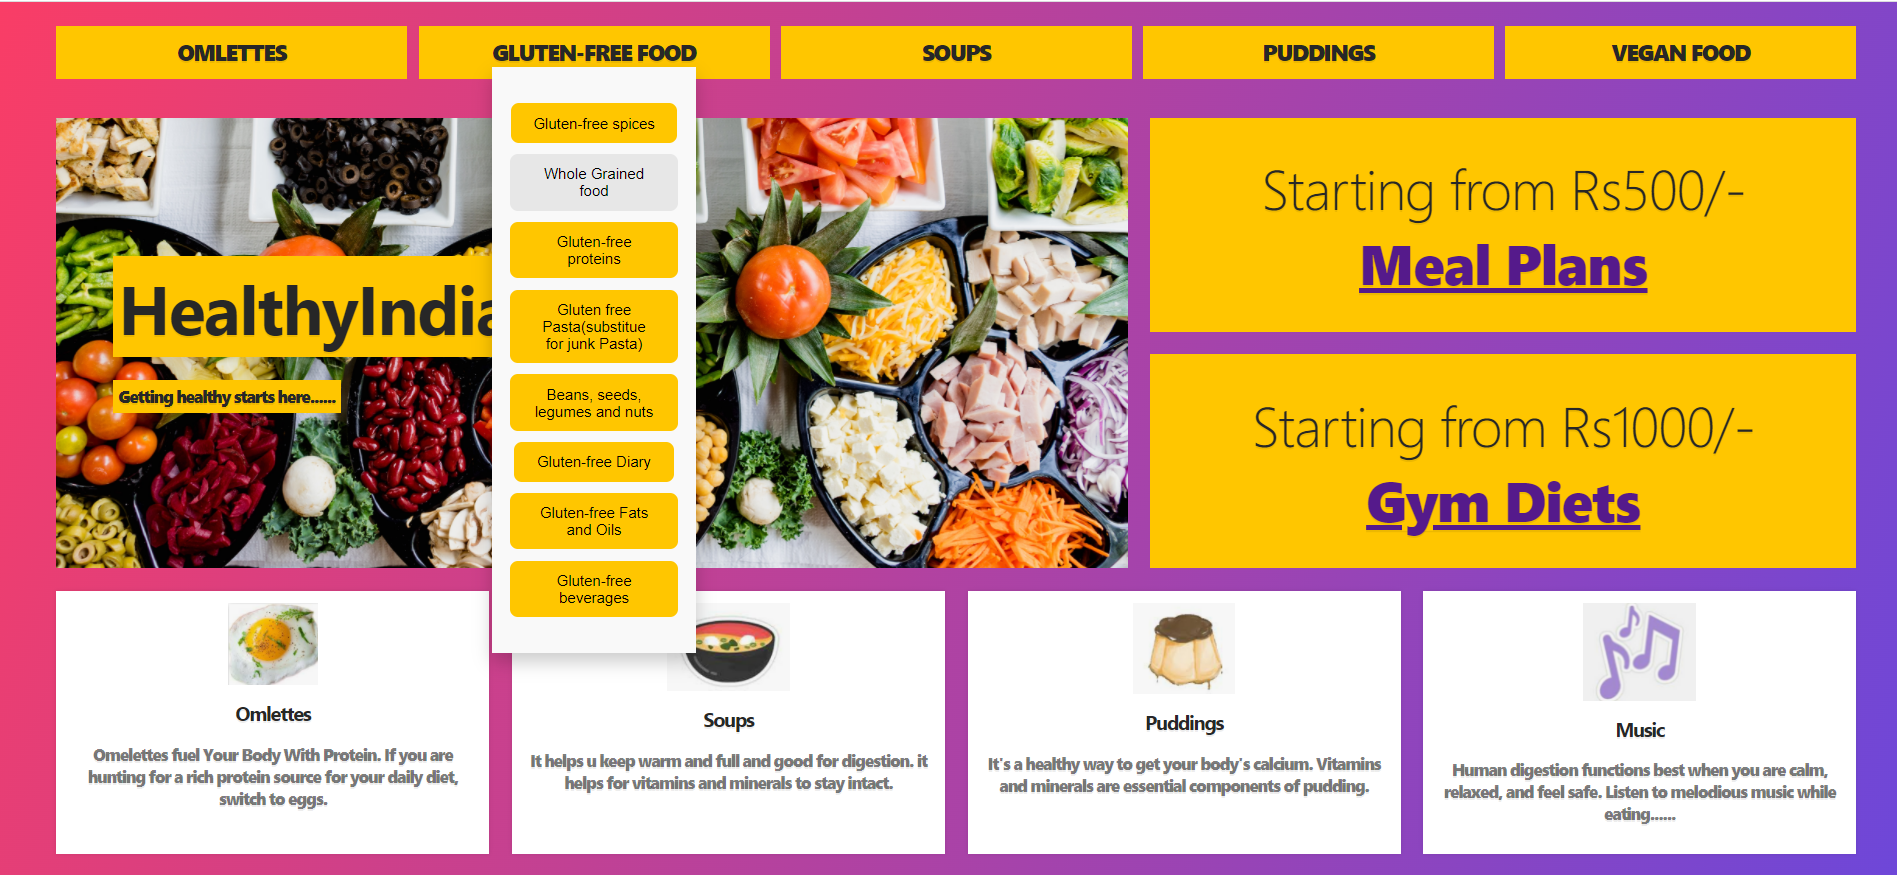 OMLETTES
GLUTEN-FREE FOOD
SOUPS
PUDDINGS
VEGAN FOOD
Gluten-free spices
Whole Grained
food
Gluten-free
proteins
Gluten free
Pasta(substitue
for junk Pasta)
Beans, seeds,
legumes and nuts
Gluten-free Diary
Gluten-free Fats
and Oils
Gluten-free
beverages
HealthyIndia
Getting healthy starts here......
Starting from Rs500/-
Meal Plans
Starting from Rs1000/-
Gym Diets
Omlettes
Omelettes fuel Your Body With Protein. If you are
hunting for a rich protein source for your daily diet,
switch to eggs.
Soups
It helps u keep warm and full and good for digestion. it
helps for vitamins and minerals to stay intact.
Puddings
It's a healthy way to get your body's calcium. Vitamins
and minerals are essential components of pudding.
Music
Human digestion functions best when you are calm,
relaxed, and feel safe. Listen to melodious music while
eating......